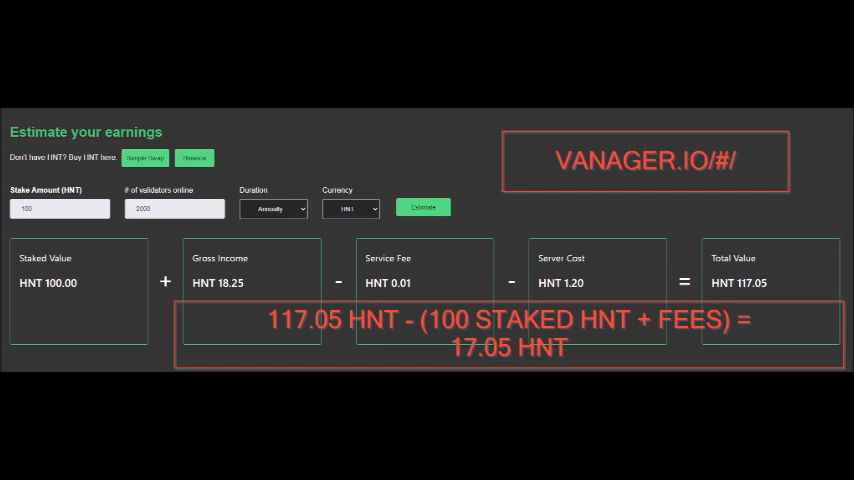 Estimate your earnings
Don't have HNT? Buy HNT here. Simple Swap Binance
VANAGER.IO/#/
Stake Amount (HNT) # of validators online Duration Currency
100 2000 Annually HNT Estimate
Staked Value Gross Income Service Fee Server Cost Total Value
HNT 100.00 + HNT 18.25 - HNT 0.01 - HNT 1.20 = HNT 117.05
117.05 HNT - (100 STAKED HNT + FEES) =
17.05 HNT